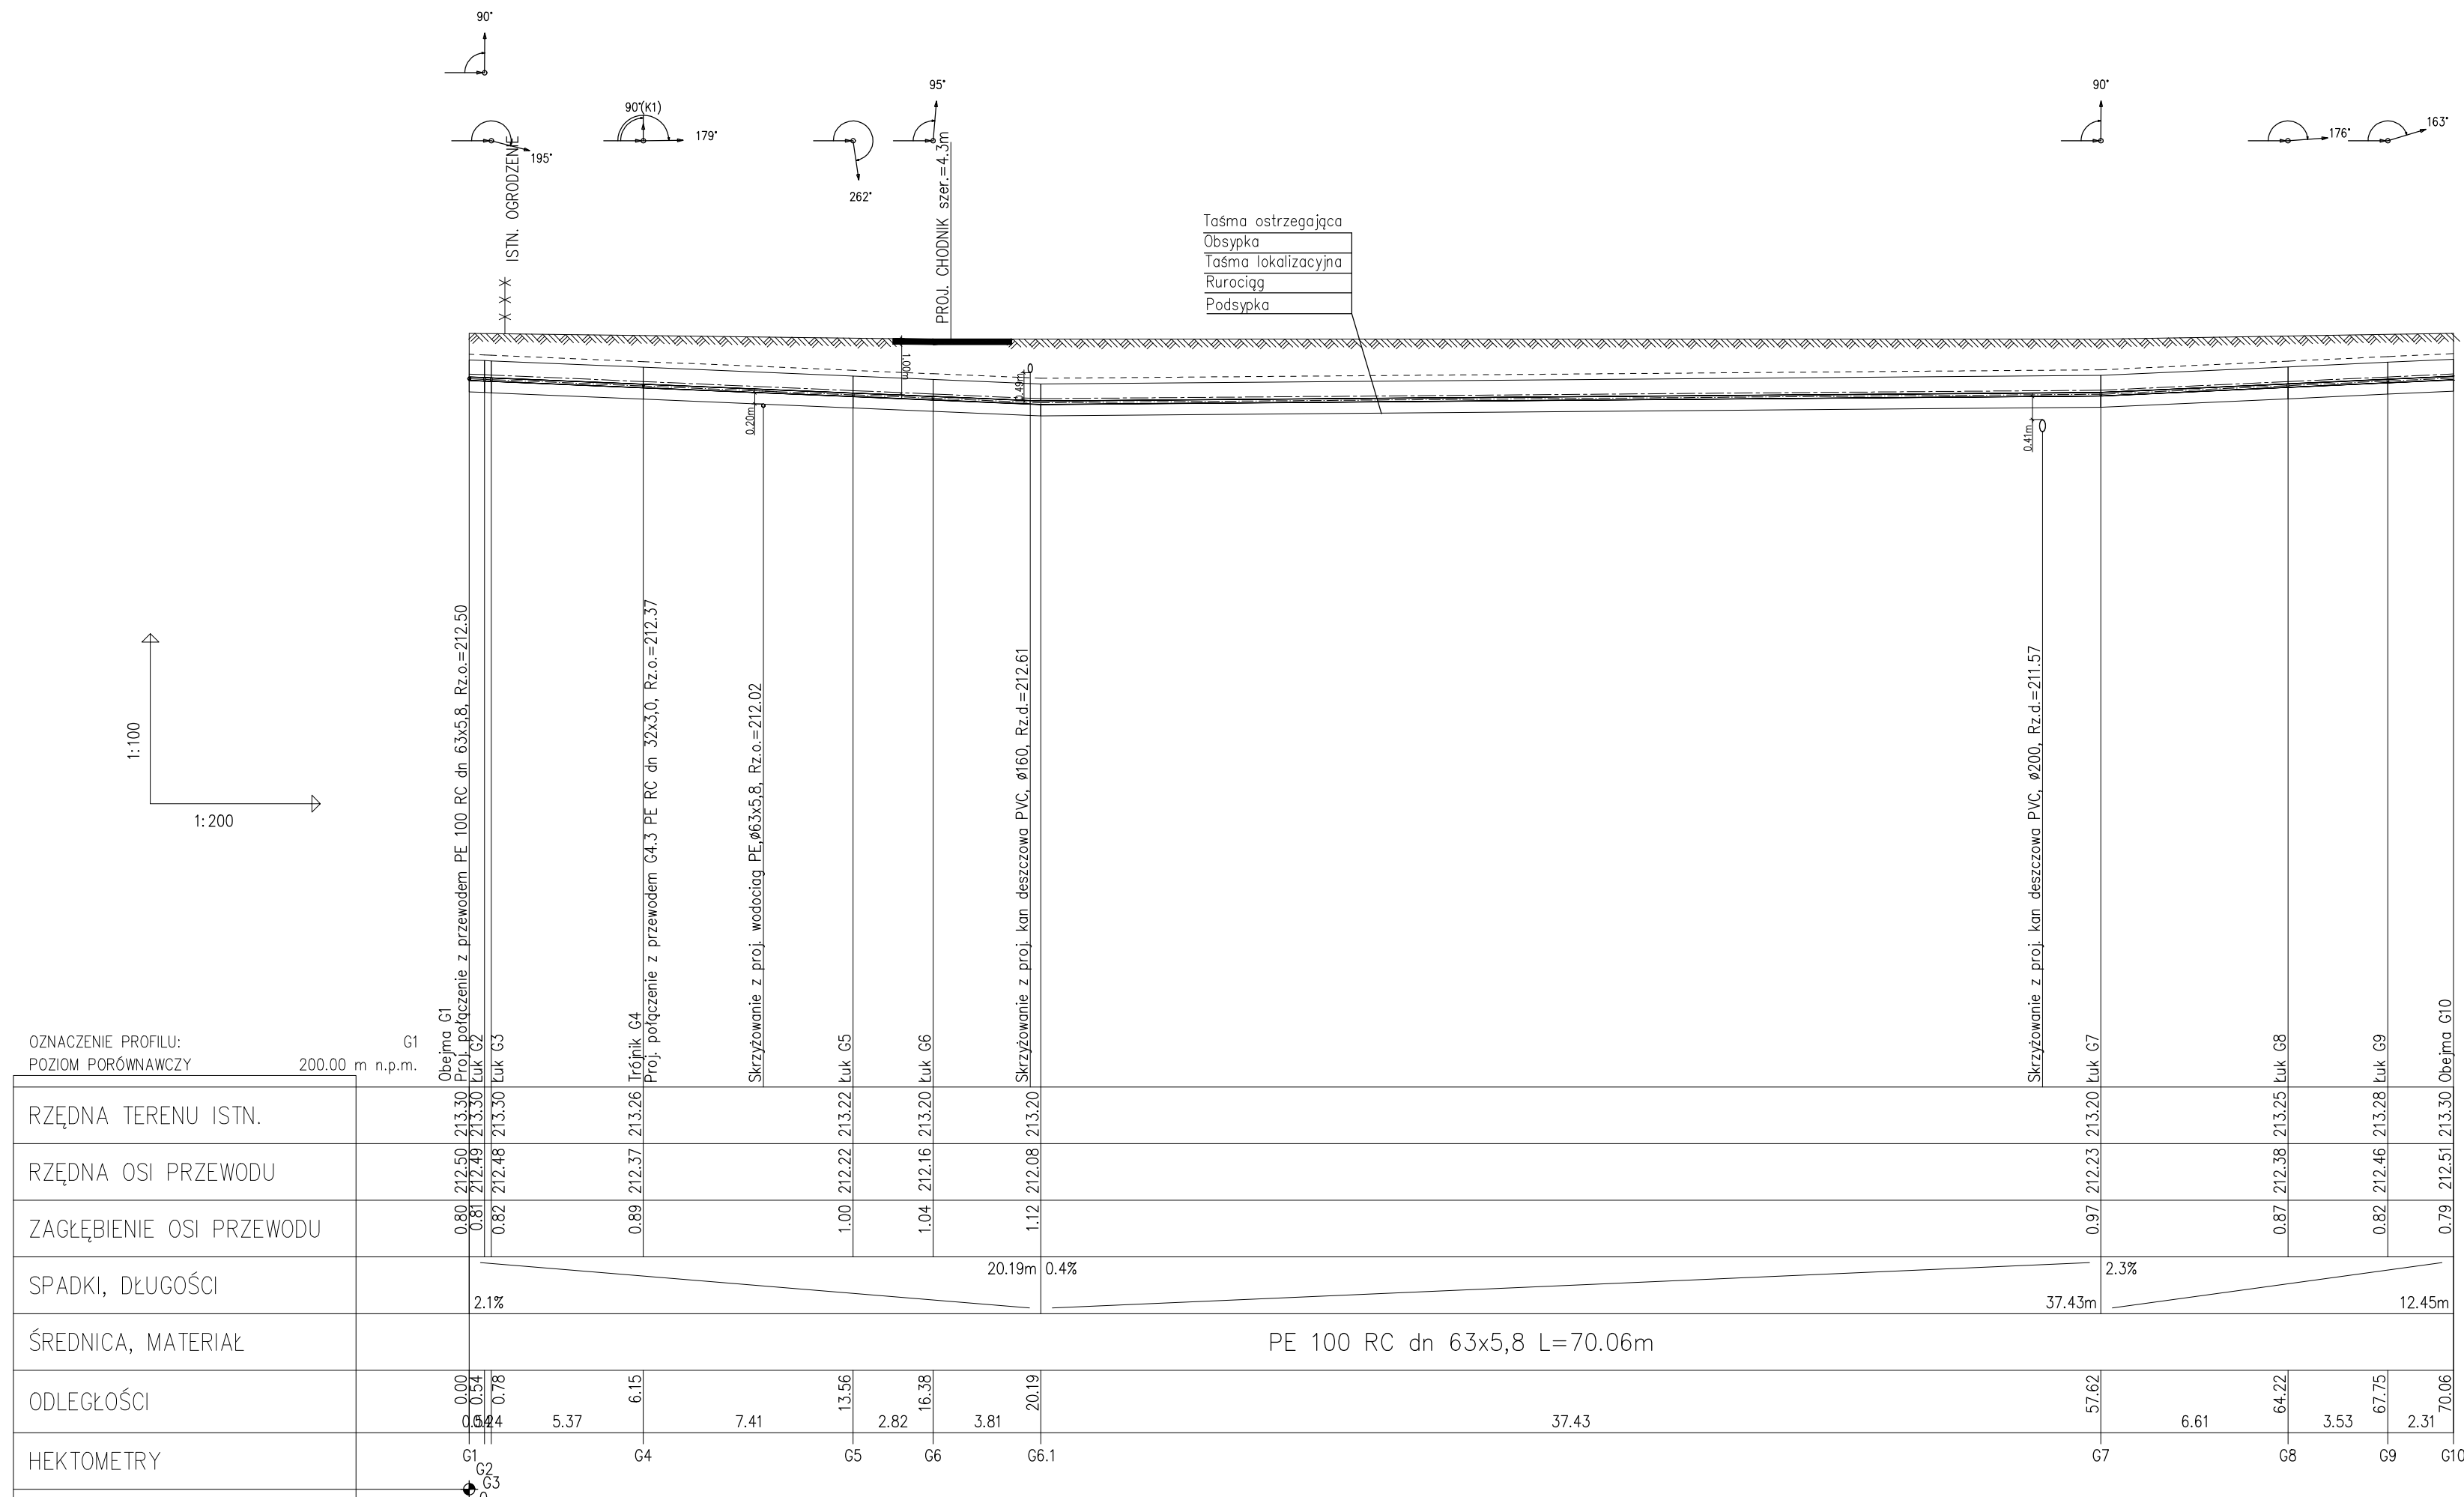 90°
90°(K1)
179°
195°
262°
95°
90°
176°
163°
ISTN. OGRODZENIE
PROJ. CHODNIK szer.=4.3m
Taśma ostrzegająca
Obsypka
Taśma lokalizacyjna
Rurociąg
Podsypka
1.00m
0.49m
0.20m
0.41m
1:100
1:200
Obejma G1
Proj. połączenie z przewodem PE 100 RC dn 63x5,8, Rz.o.=212.50
Łuk G2
Łuk G3
Trójnik G4
Proj. połączenie z przewodem G4.3 PE RC dn 32x3,0, Rz.o.=212.37
Skrzyżowanie z proj. wodociąg PE,ø63x5,8, Rz.o.=212.02
Łuk G5
Łuk G6
Skrzyżowanie z proj. kan deszczowa PVC, ø160, Rz.d.=212.61
Skrzyżowanie z proj. kan deszczowa PVC, ø200, Rz.d.=211.57
Łuk G7
Łuk G8
Łuk G9
Obejma G10
OZNACZENIE PROFILU: G1
POZIOM PORÓWNAWCZY 200.00 m n.p.m.
RZĘDNA TERENU ISTN. 213.30 213.30 213.30 213.26 213.22 213.20 213.20 213.20 213.25 213.28 213.30
RZĘDNA OSI PRZEWODU 212.50 212.49 212.48 212.37 212.22 212.16 212.08 212.23 212.38 212.46 212.51
ZAGŁĘBIENIE OSI PRZEWODU 0.80 0.81 0.82 0.89 1.00 1.04 1.12 0.97 0.87 0.82 0.79
SPADKI, DŁUGOŚCI 2.1% 20.19m 0.4% 37.43m 2.3% 12.45m
ŚREDNICA, MATERIAŁ PE 100 RC dn 63x5,8 L=70.06m
ODLEGŁOŚCI 0.00 0.54 0.78 6.15 13.56 16.38 20.19 57.62 64.22 67.75 70.06
0.54 0.24 5.37 7.41 2.82 3.81 37.43 6.61 3.53 2.31
HEKTOMETRY G1 G2 G3 G4 G5 G6 G6.1 G7 G8 G9 G10